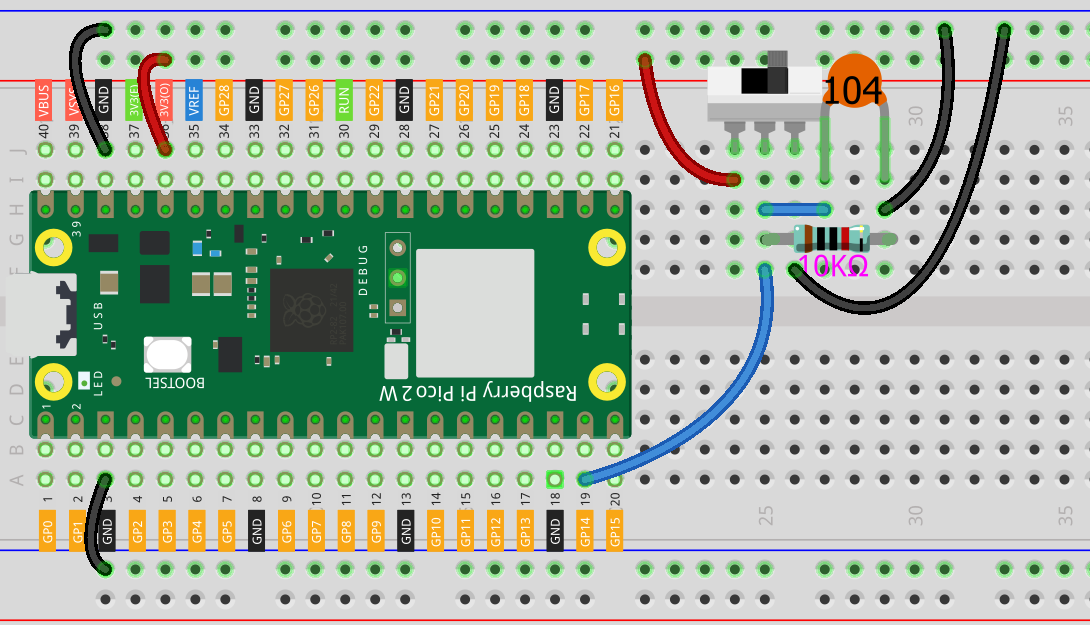 VBUS VSYS GND 3V3(E) 3V3(O) VREF GP28 GND GP27 GP26 RUN GP22 GND GP21 GP20 GP19 GP18 GND GP17 GP16
40 39 38 37 36 35 34 33 32 31 30 29 28 27 26 25 24 23 22 21
104
30 35
J
I
H
G
F
39
DEBUG
10KΩ
USB
BOOTSEL
LED
Raspberry Pi Pico 2 W
E
D
C
B
A
1 2
1 2 3 4 5 6 7 8 9 10 11 12 13 14 15 16 17 18 19 20
GP0 GP1 GND GP2 GP3 GP4 GP5 GND GP6 GP7 GP8 GP9 GND GP10 GP11 GP12 GP13 GND GP14 GP15
25 30 35